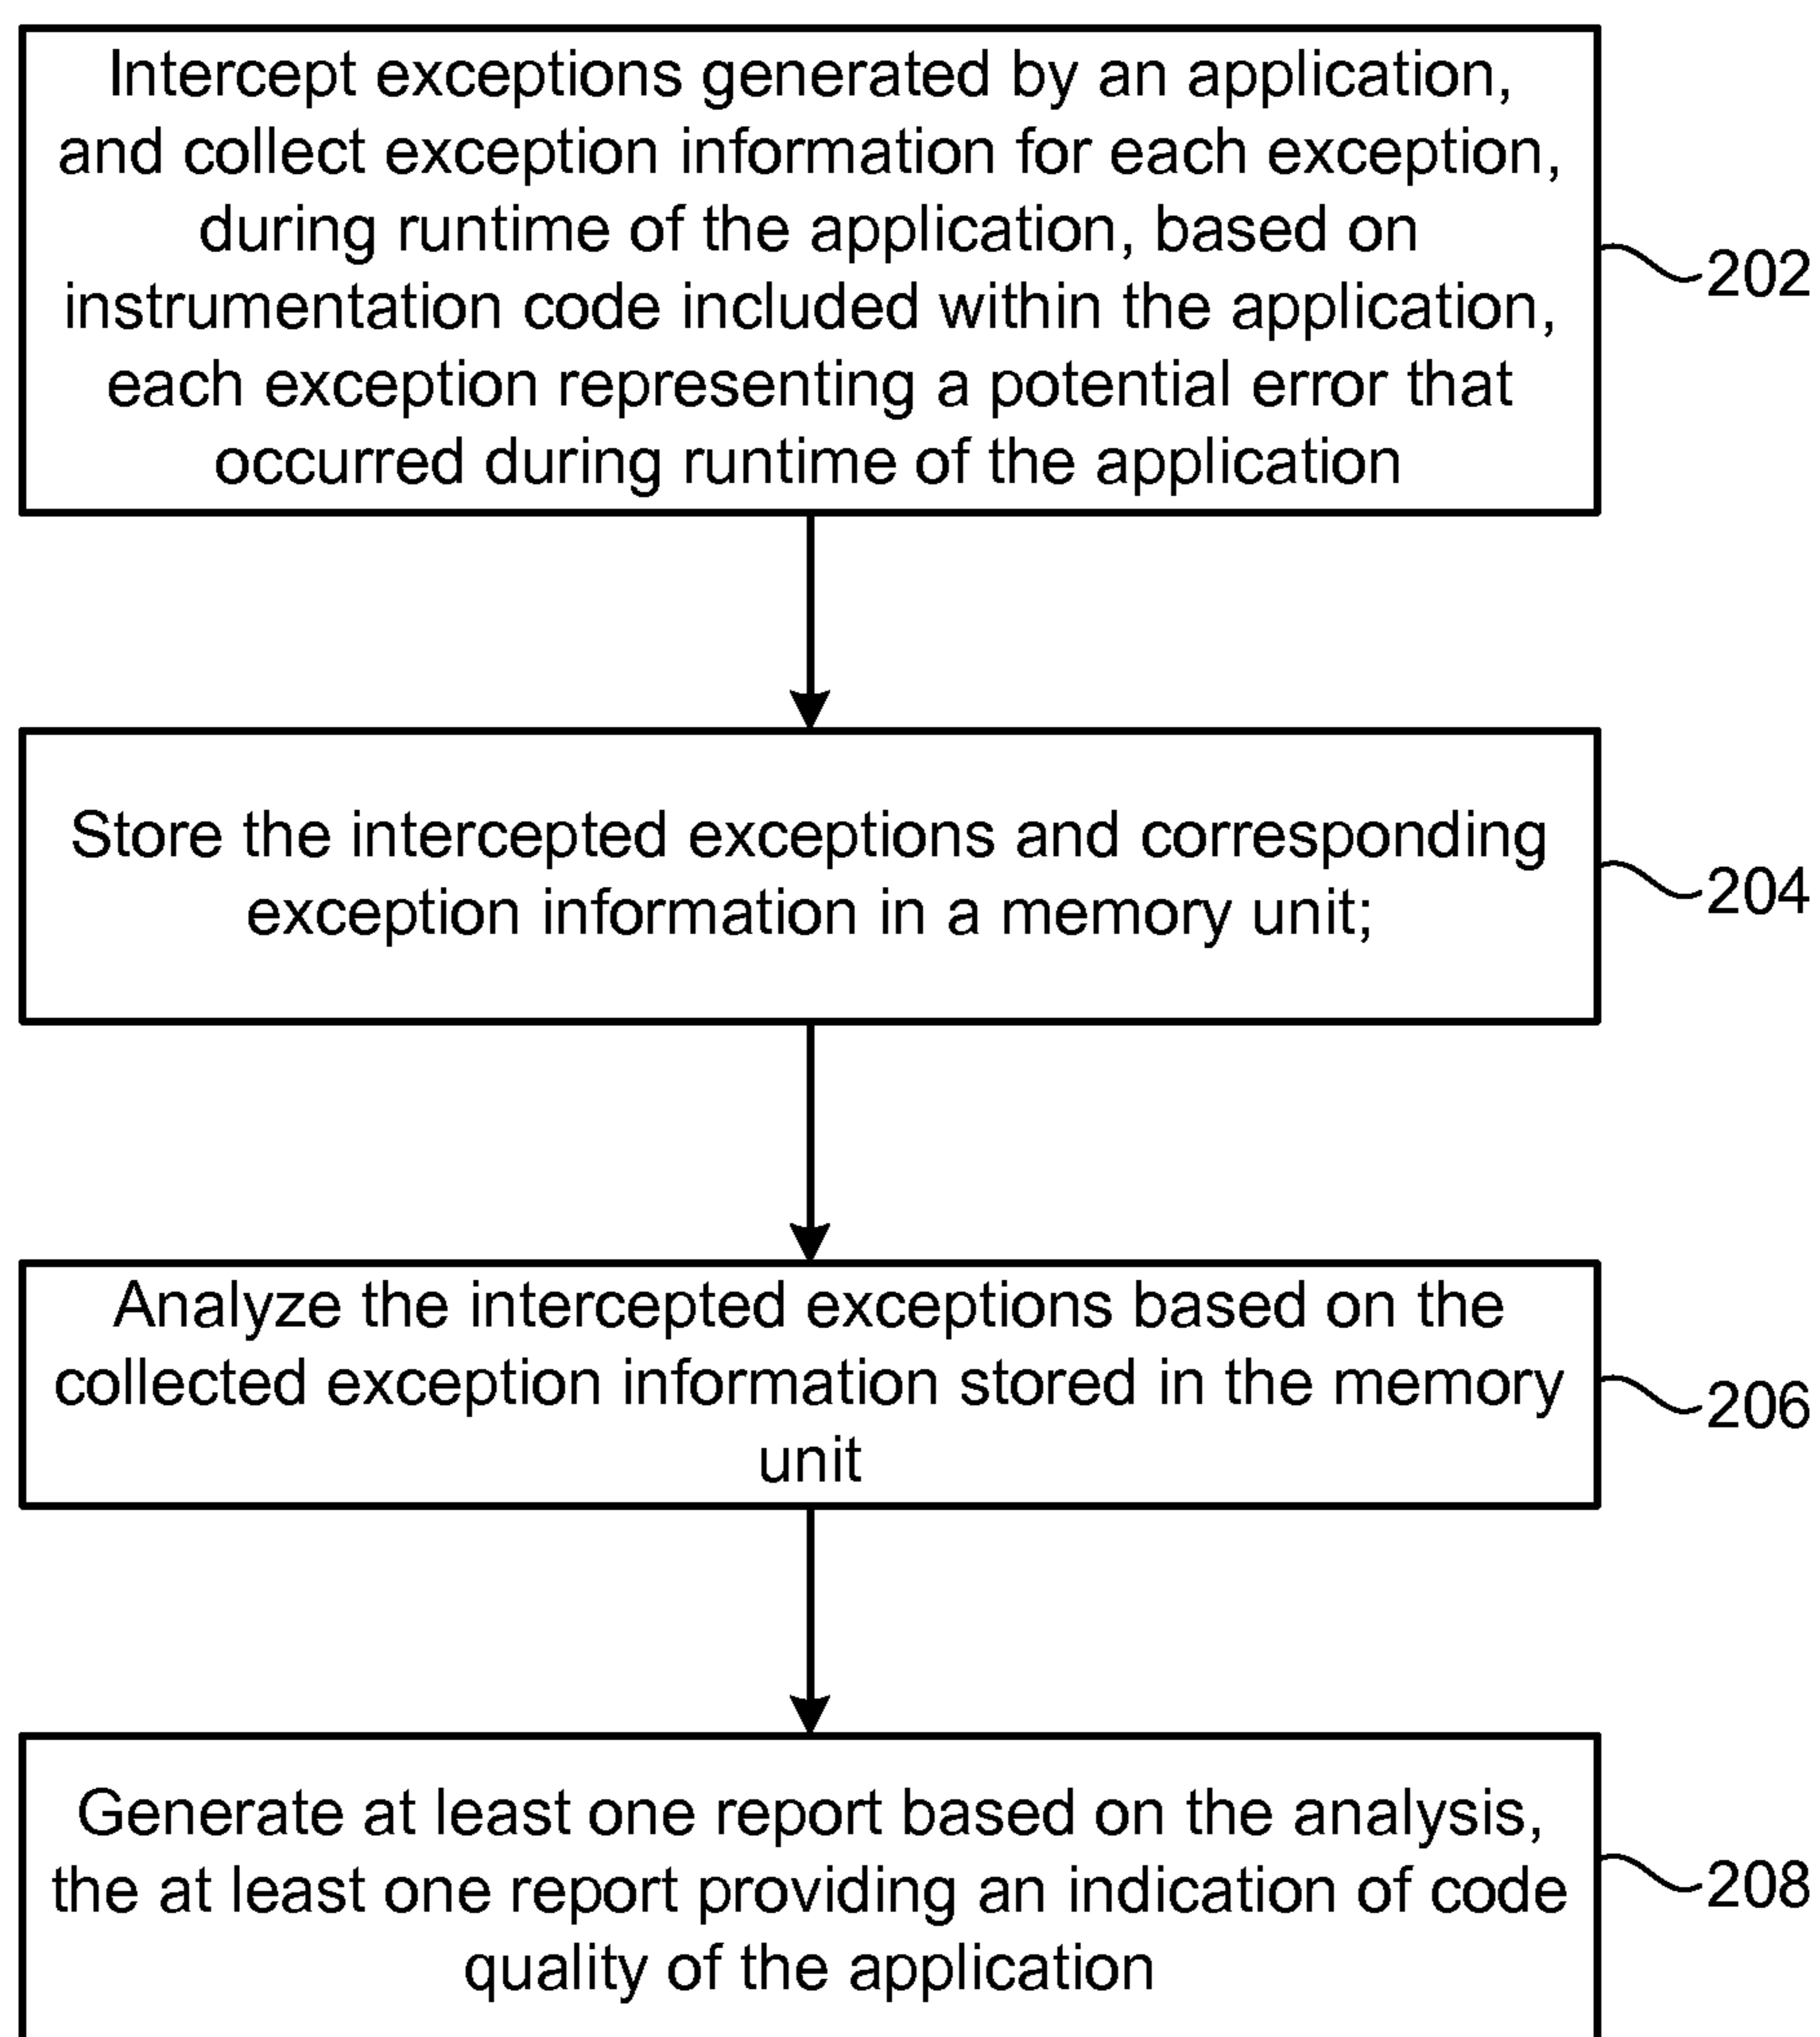 Intercept exceptions generated by an application,
and collect exception information for each exception,
during runtime of the application, based on
instrumentation code included within the application,
each exception representing a potential error that
occurred during runtime of the application
202
Store the intercepted exceptions and corresponding
exception information in a memory unit;
204
Analyze the intercepted exceptions based on the
collected exception information stored in the memory
unit
206
Generate at least one report based on the analysis,
the at least one report providing an indication of code
quality of the application
208